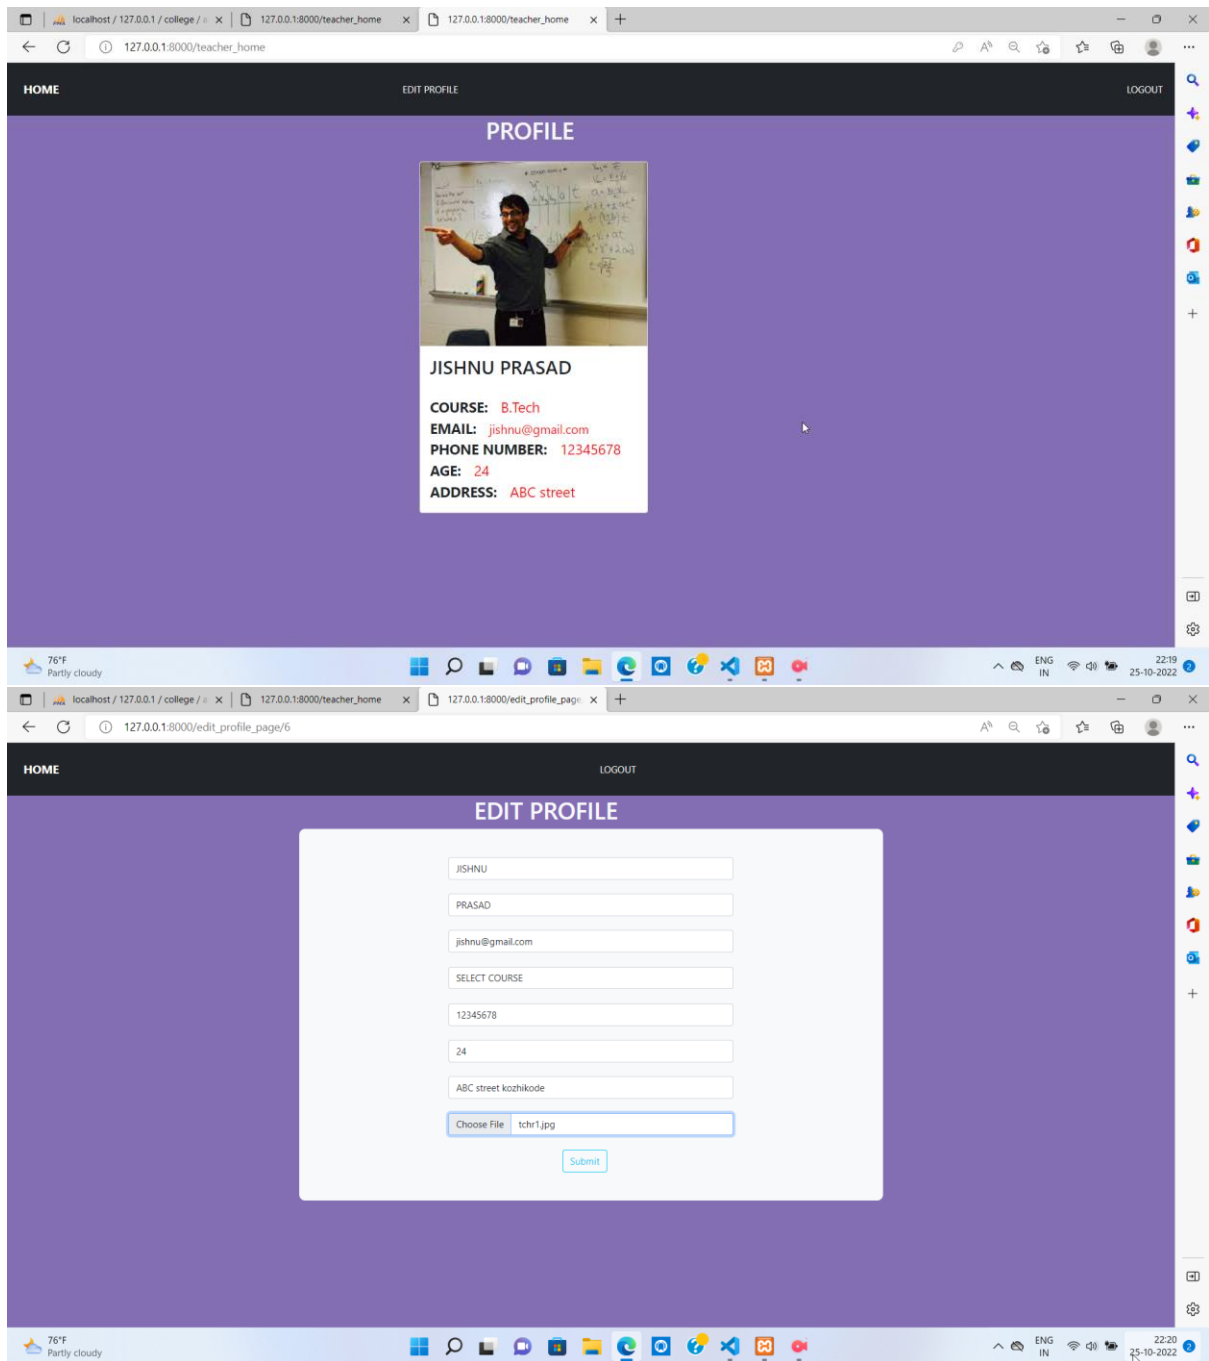 localhost / 127.0.0.1 / college / a
127.0.0.1:8000/teacher_home
127.0.0.1:8000/teacher_home
127.0.0.1:8000/teacher_home
HOME
EDIT PROFILE
LOGOUT
PROFILE
JISHNU PRASAD
COURSE: B.Tech
EMAIL: jishnu@gmail.com
PHONE NUMBER: 12345678
AGE: 24
ADDRESS: ABC street
76°F
Partly cloudy
ENG
IN
22:19
25-10-2022
2
localhost / 127.0.0.1 / college / a
127.0.0.1:8000/teacher_home
127.0.0.1:8000/edit_profile_page
127.0.0.1:8000/edit_profile_page/6
HOME
LOGOUT
EDIT PROFILE
JISHNU
PRASAD
jishnu@gmail.com
SELECT COURSE
12345678
24
ABC street kozhikode
Choose File tchr1.jpg
Submit
76°F
Partly cloudy
ENG
IN
22:20
25-10-2022
2